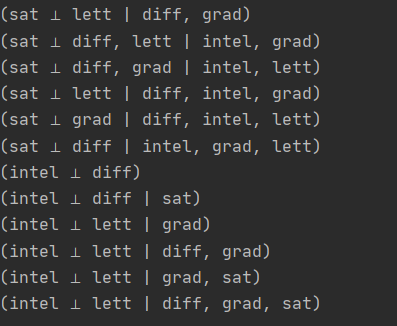 (sat ⟂ lett | diff, grad)
(sat ⟂ diff, lett | intel, grad)
(sat ⟂ diff, grad | intel, lett)
(sat ⟂ lett | diff, intel, grad)
(sat ⟂ grad | diff, intel, lett)
(sat ⟂ diff | intel, grad, lett)
(intel ⟂ diff)
(intel ⟂ diff | sat)
(intel ⟂ lett | grad)
(intel ⟂ lett | diff, grad)
(intel ⟂ lett | grad, sat)
(intel ⟂ lett | diff, grad, sat)